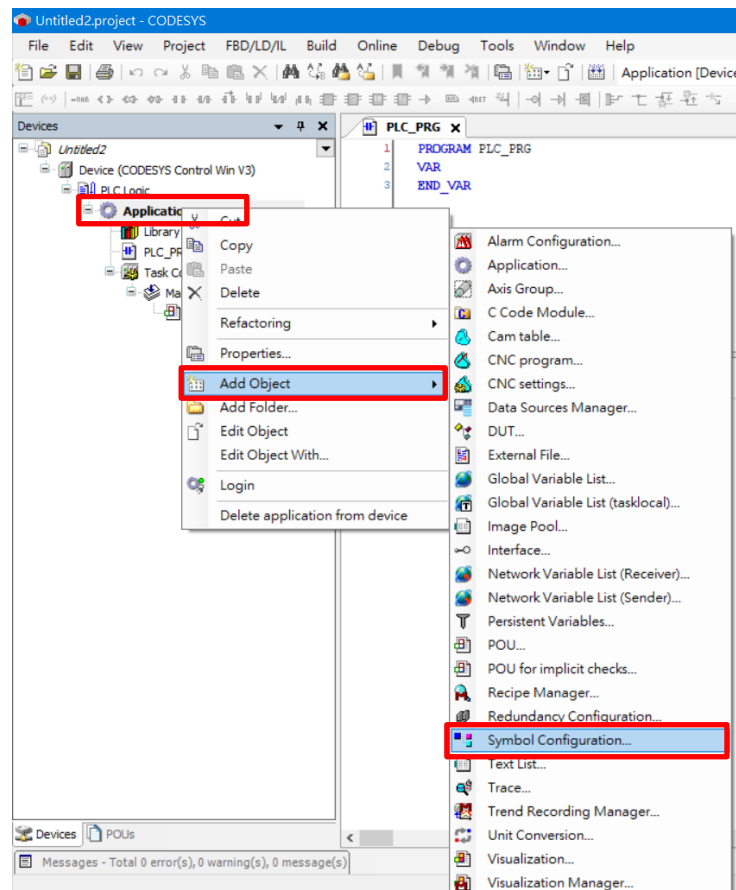 Untitled2.project - CODESYS
File Edit View Project FBD/LD/IL Build Online Debug Tools Window Help
Application [Device
Devices
PLC_PRG
Untitled2
Device (CODESYS Control Win V3)
PLC Logic
Application
Library
PLC_PR
Task Co
Ma
1 PROGRAM PLC_PRG
2 VAR
3 END_VAR
Cut
Copy
Paste
Delete
Refactoring
Properties...
Add Object
Add Folder...
Edit Object
Edit Object With...
Login
Delete application from device
Alarm Configuration...
Application...
Axis Group...
C Code Module...
Cam table...
CNC program...
CNC settings...
Data Sources Manager...
DUT...
External File...
Global Variable List...
Global Variable List (tasklocal)...
Image Pool...
Interface...
Network Variable List (Receiver)...
Network Variable List (Sender)...
Persistent Variables...
POU...
POU for implicit checks...
Recipe Manager...
Redundancy Configuration...
Symbol Configuration...
Text List...
Trace...
Trend Recording Manager...
Unit Conversion...
Visualization...
Visualization Manager...
Devices POUs
Messages - Total 0 error(s), 0 warning(s), 0 message(s)